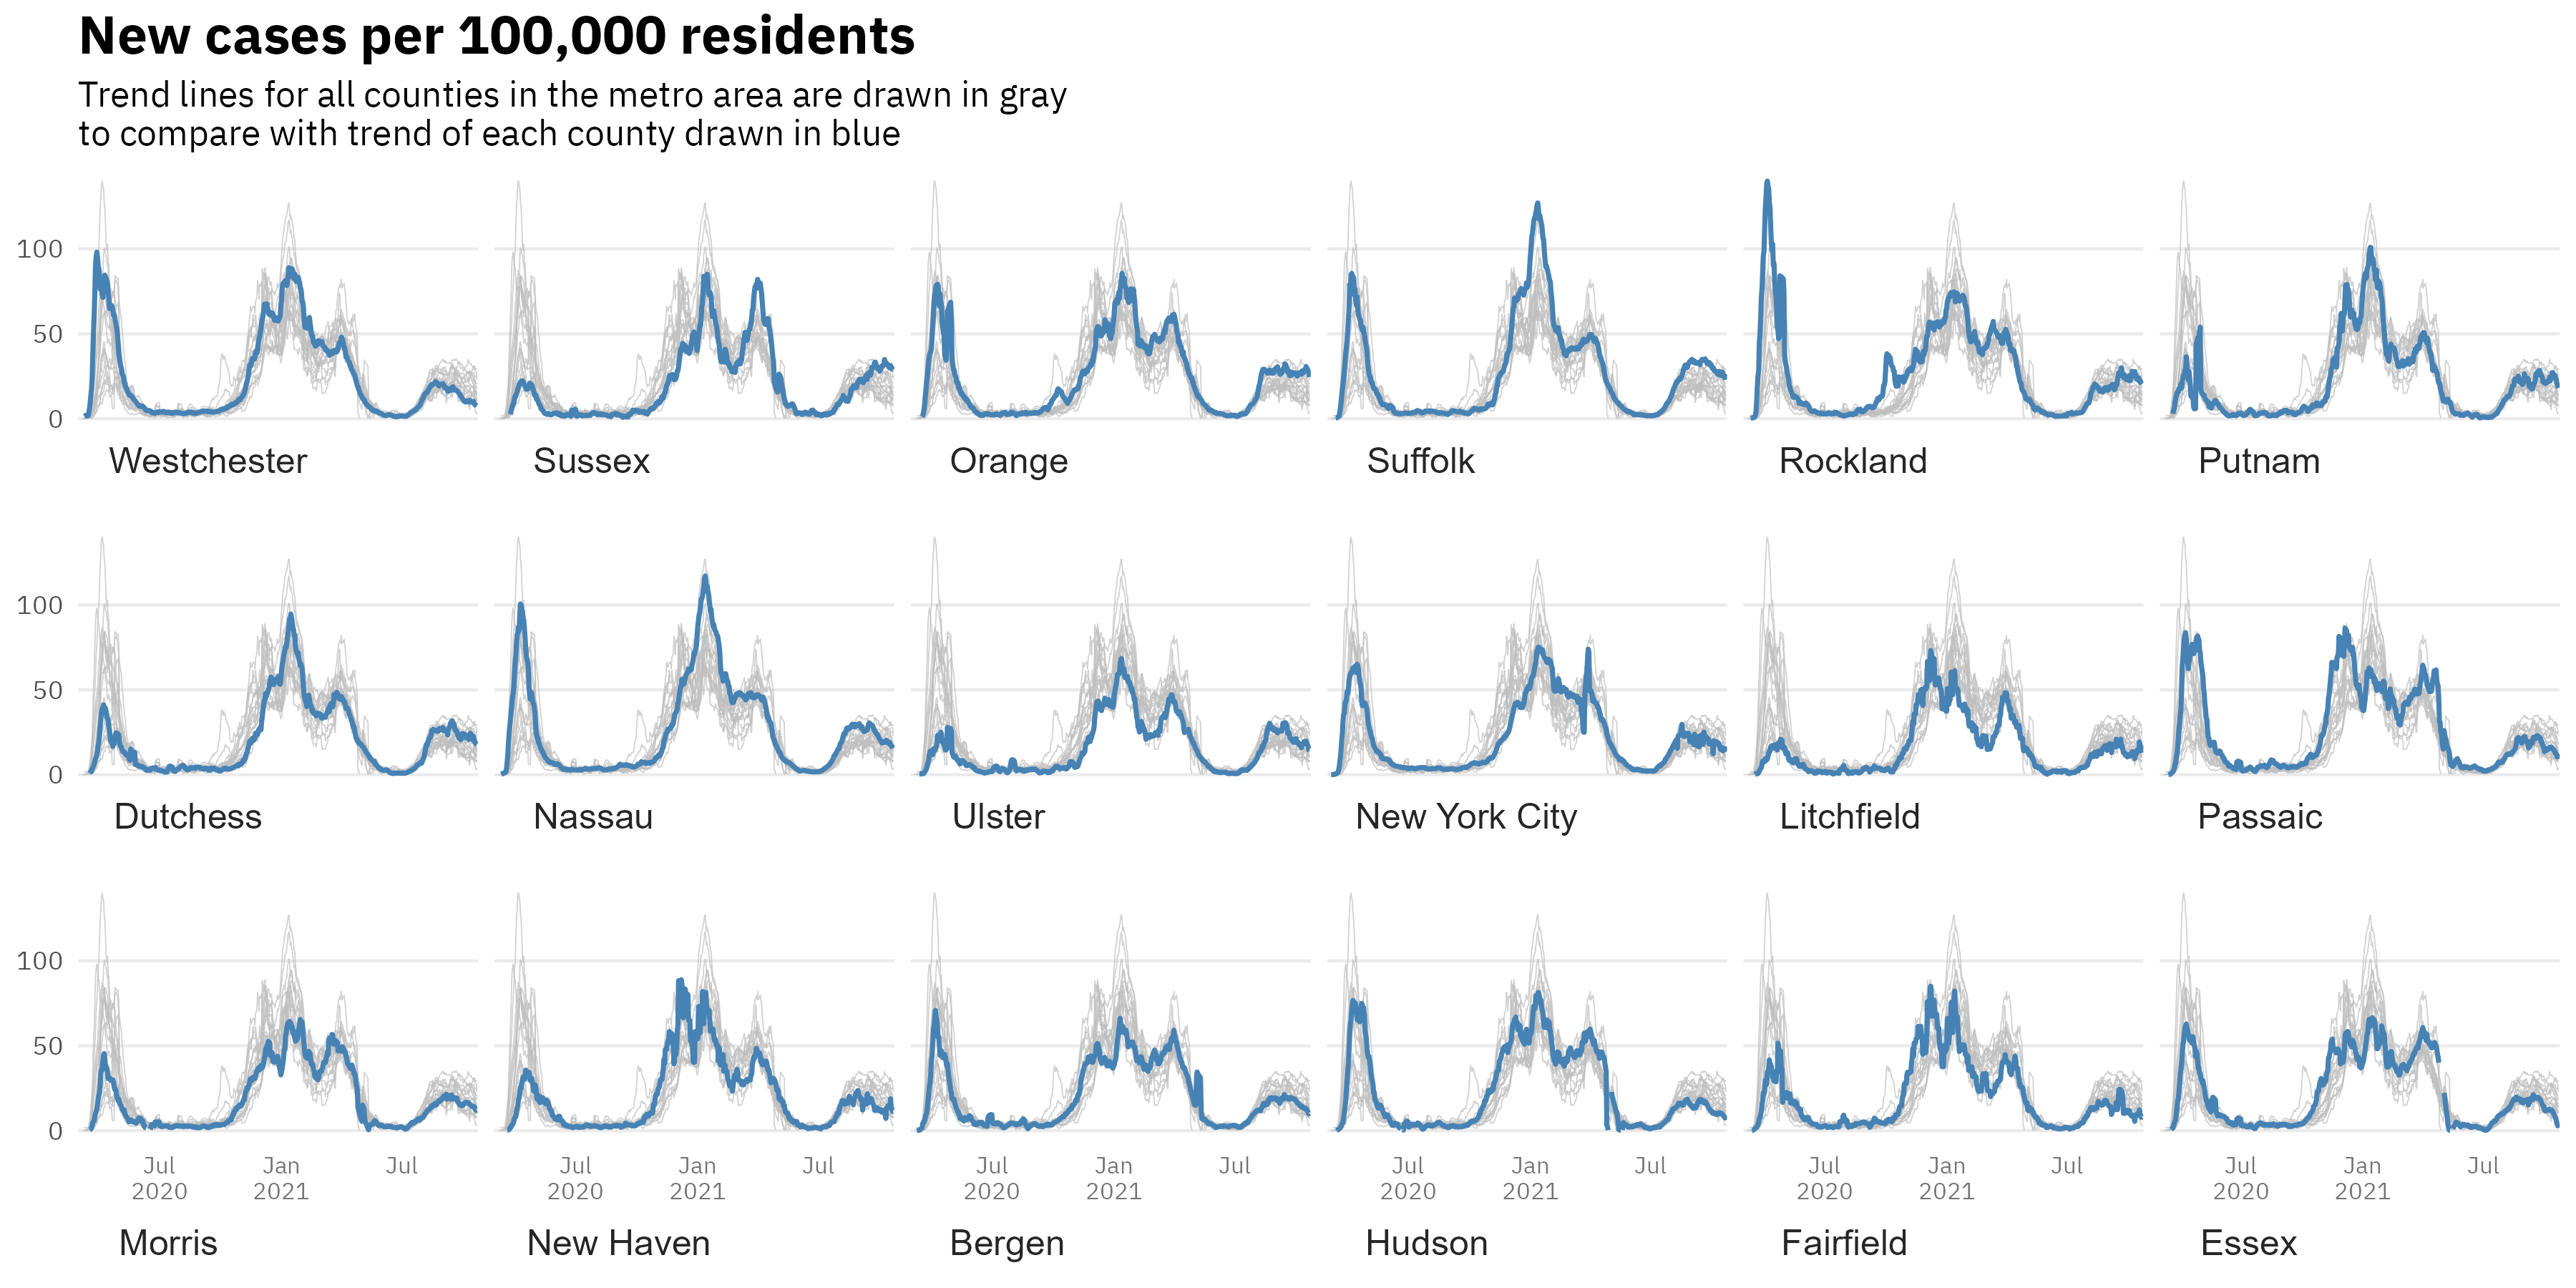 New cases per 100,000 residents
Trend lines for all counties in the metro area are drawn in gray
to compare with trend of each county drawn in blue
100
50
0
Westchester Sussex Orange Suffolk Rockland Putnam
100
50
0
Dutchess Nassau Ulster New York City Litchfield Passaic
100
50
0
Jul Jan Jul Jul Jan Jul Jul Jan Jul Jul Jan Jul Jul Jan Jul Jul Jan Jul
2020 2021 2020 2021 2020 2021 2020 2021 2020 2021 2020 2021
Morris New Haven Bergen Hudson Fairfield Essex